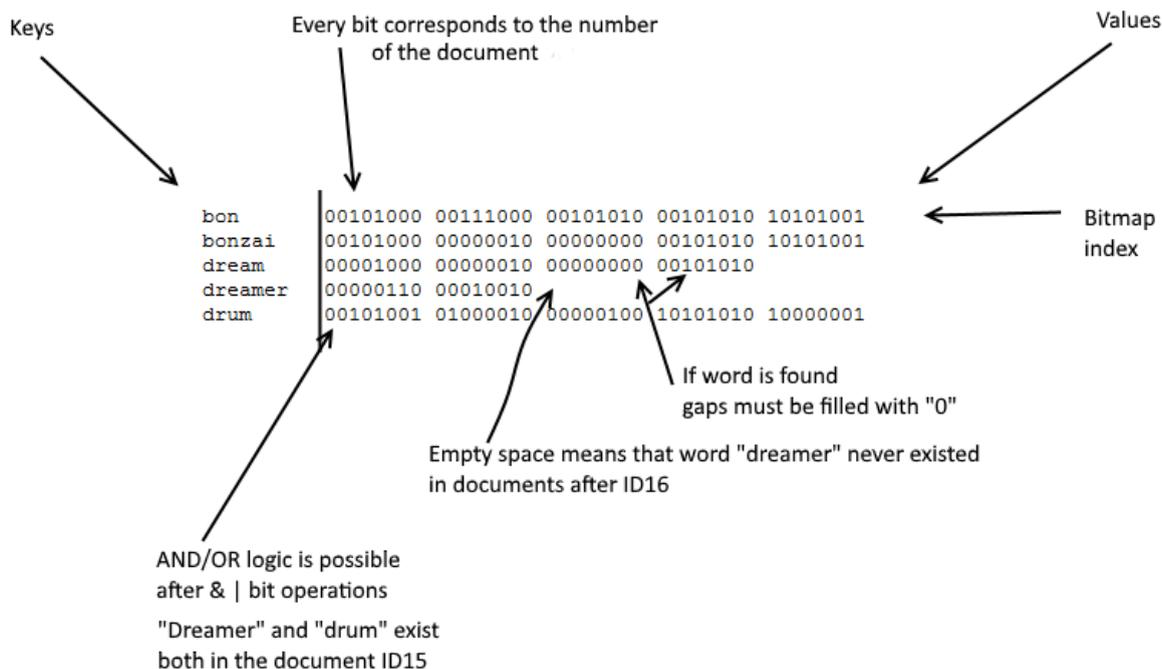 Keys
Every bit corresponds to the number
of the document
Values
bon 00101000 00111000 00101010 00101010 10101001
bonzai 00101000 00000010 00000000 00101010 10101001
dream 00001000 00000010 00000000 00101010
dreamer 00000110 00010010
drum 00101001 01000010 00000100 10101010 10000001
Bitmap
index
If word is found
gaps must be filled with "0"
Empty space means that word "dreamer" never existed
in documents after ID16
AND/OR logic is possible
after & | bit operations
"Dreamer" and "drum" exist
both in the document ID15